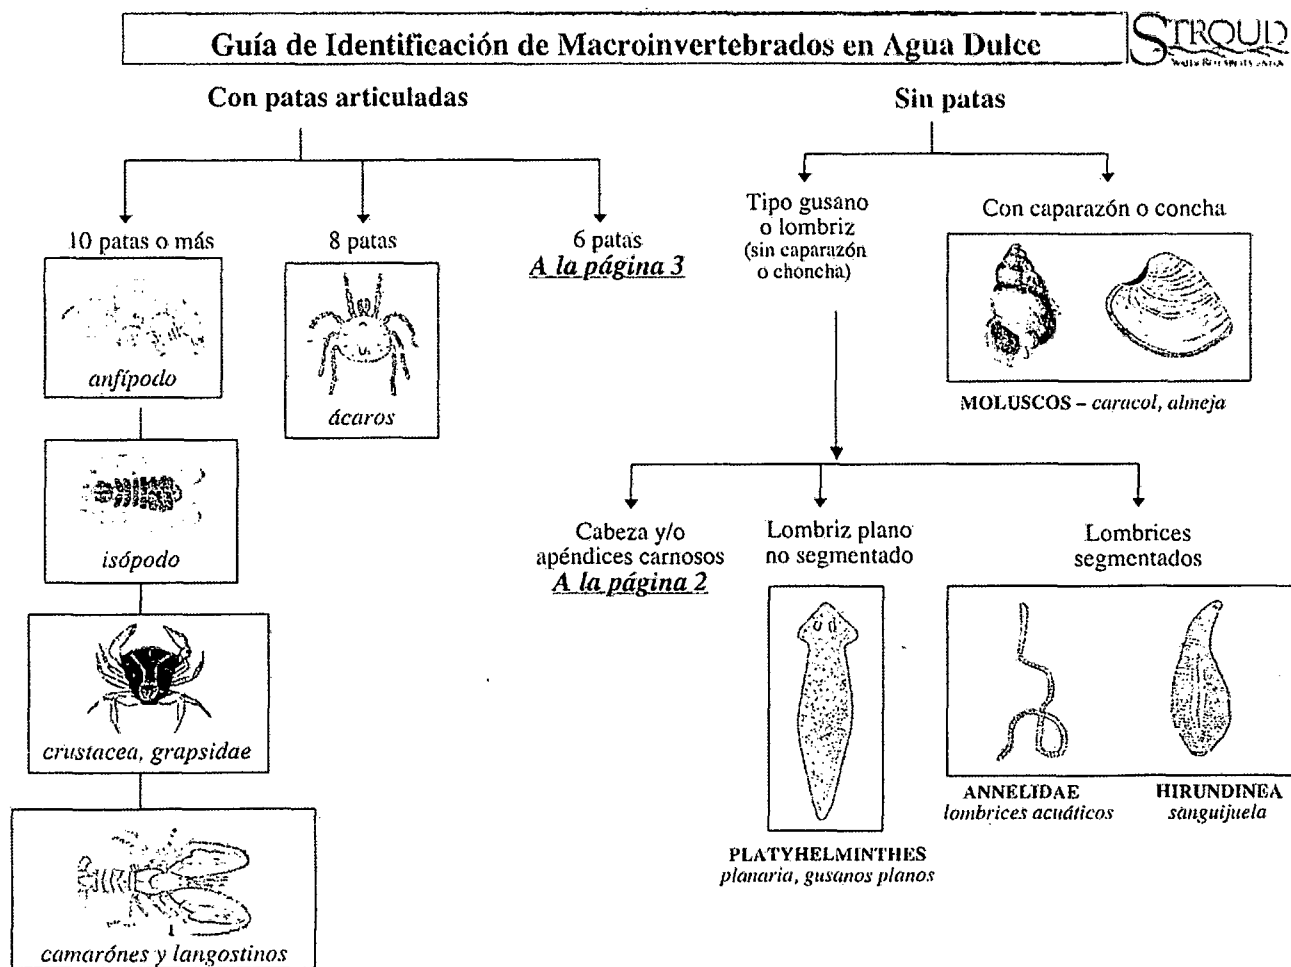 Guía de Identificación de Macroinvertebrados en Agua Dulce
STROUD
Con patas articuladas
Sin patas
10 patas o más
8 patas
6 patas
A la página 3
Tipo gusano
o lombriz
(sin caparazón
o choncha)
Con caparazón o concha
anfípodo
ácaros
MOLUSCOS – caracol, almeja
isópodo
Cabeza y/o
apéndices carnosos
A la página 2
Lombriz plano
no segmentado
Lombrices
segmentados
crustacea, grapsidae
ANNELIDAE
lombrices acuáticos
HIRUNDINEA
sanguijuela
PLATYHELMINTHES
planaria, gusanos planos
camarónes y langostinos